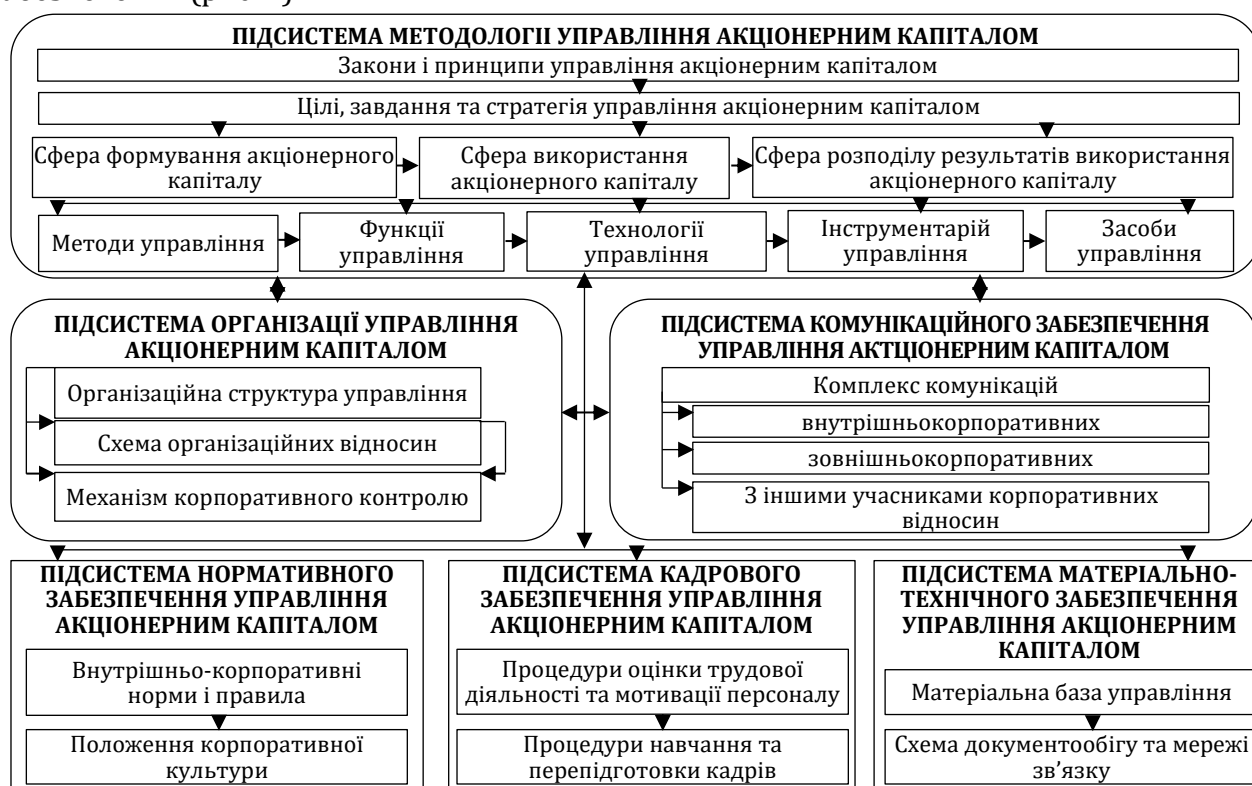 ПІДСИСТЕМА МЕТОДОЛОГІІ УПРАВЛІННЯ АКЦІОНЕРНИМ КАПІТАЛОМ
Закони і принципи управління акціонерним капіталом
Цілі, завдання та стратегія управління акціонерним капіталом
Сфера формування акціонерного
капіталу
Сфера використання
акціонерного капіталу
Сфера розподілу результатів використання
акціонерного капіталу
Методи управління
Функції
управління
Технології
управління
Інструментарій
управління
Засоби
управління
ПІДСИСТЕМА ОРГАНІЗАЦІЇ УПРАВЛІННЯ
АКЦІОНЕРНИМ КАПІТАЛОМ
Організаційна структура управління
Схема організаційних відносин
Механізм корпоративного контролю
ПІДСИСТЕМА КОМУНІКАЦІЙНОГО ЗАБЕЗПЕЧЕННЯ
УПРАВЛІННЯ АКТЦІОНЕРНИМ КАПІТАЛОМ
Комплекс комунікацій
внутрішньокорпоративних
зовнішньокорпоративних
З іншими учасниками корпоративних
відносин
ПІДСИСТЕМА НОРМАТИВНОГО
ЗАБЕЗПЕЧЕННЯ УПРАВЛІННЯ
АКЦІОНЕРНИМ КАПІТАЛОМ
Внутрішньо-корпоративні
норми і правила
Положення корпоративної
культури
ПІДСИСТЕМА КАДРОВОГО
ЗАБЕЗПЕЧЕННЯ УПРАВЛІННЯ
АКЦІОНЕРНИМ КАПІТАЛОМ
Процедури оцінки трудової
діяльності та мотивації персоналу
Процедури навчання та
перепідготовки кадрів
ПІДСИСТЕМА МАТЕРІАЛЬНО-
ТЕХНІЧНОГО ЗАБЕЗПЕЧЕННЯ
УПРАВЛІННЯ АКЦІОНЕРНИМ
КАПІТАЛОМ
Матеріальна база управління
Схема документообігу та мережі
зв’язку